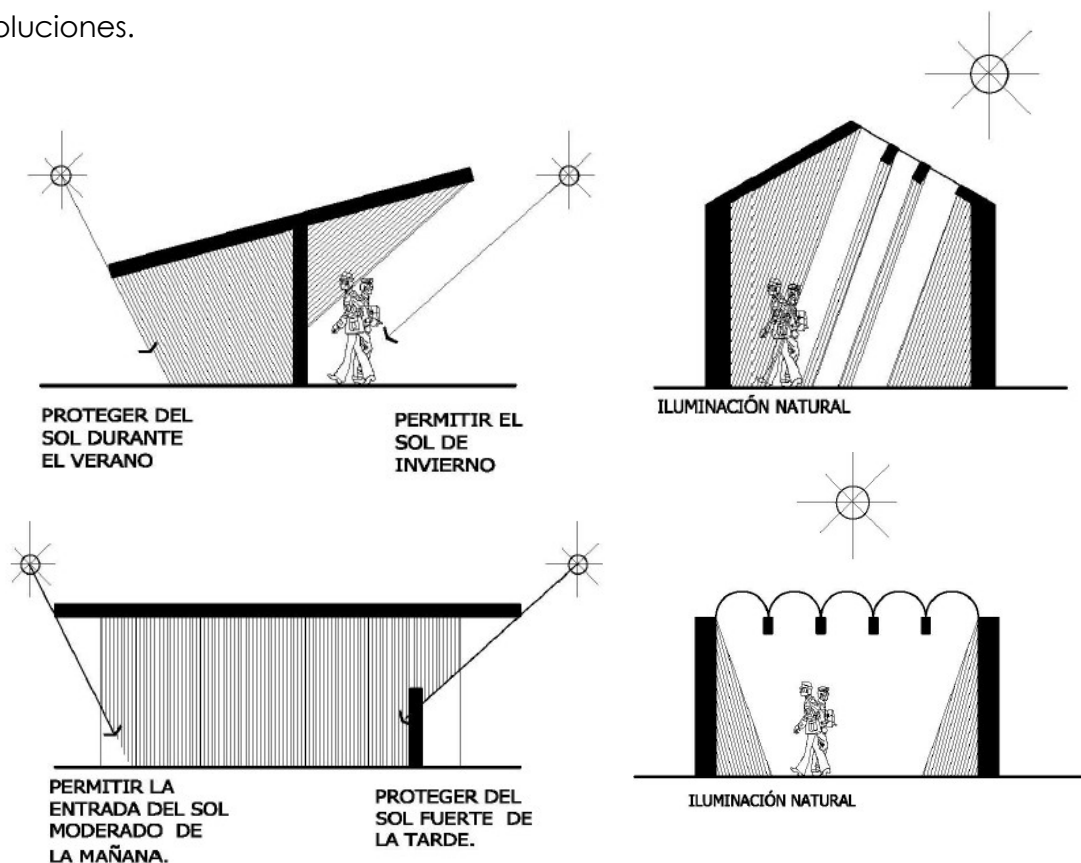 oluciones.
PROTEGER DEL
SOL DURANTE
EL VERANO
PERMITIR EL
SOL DE
INVIERNO
ILUMINACIÓN NATURAL
PERMITIR LA
ENTRADA DEL SOL
MODERADO DE
LA MAÑANA.
PROTEGER DEL
SOL FUERTE DE
LA TARDE.
ILUMINACIÓN NATURAL